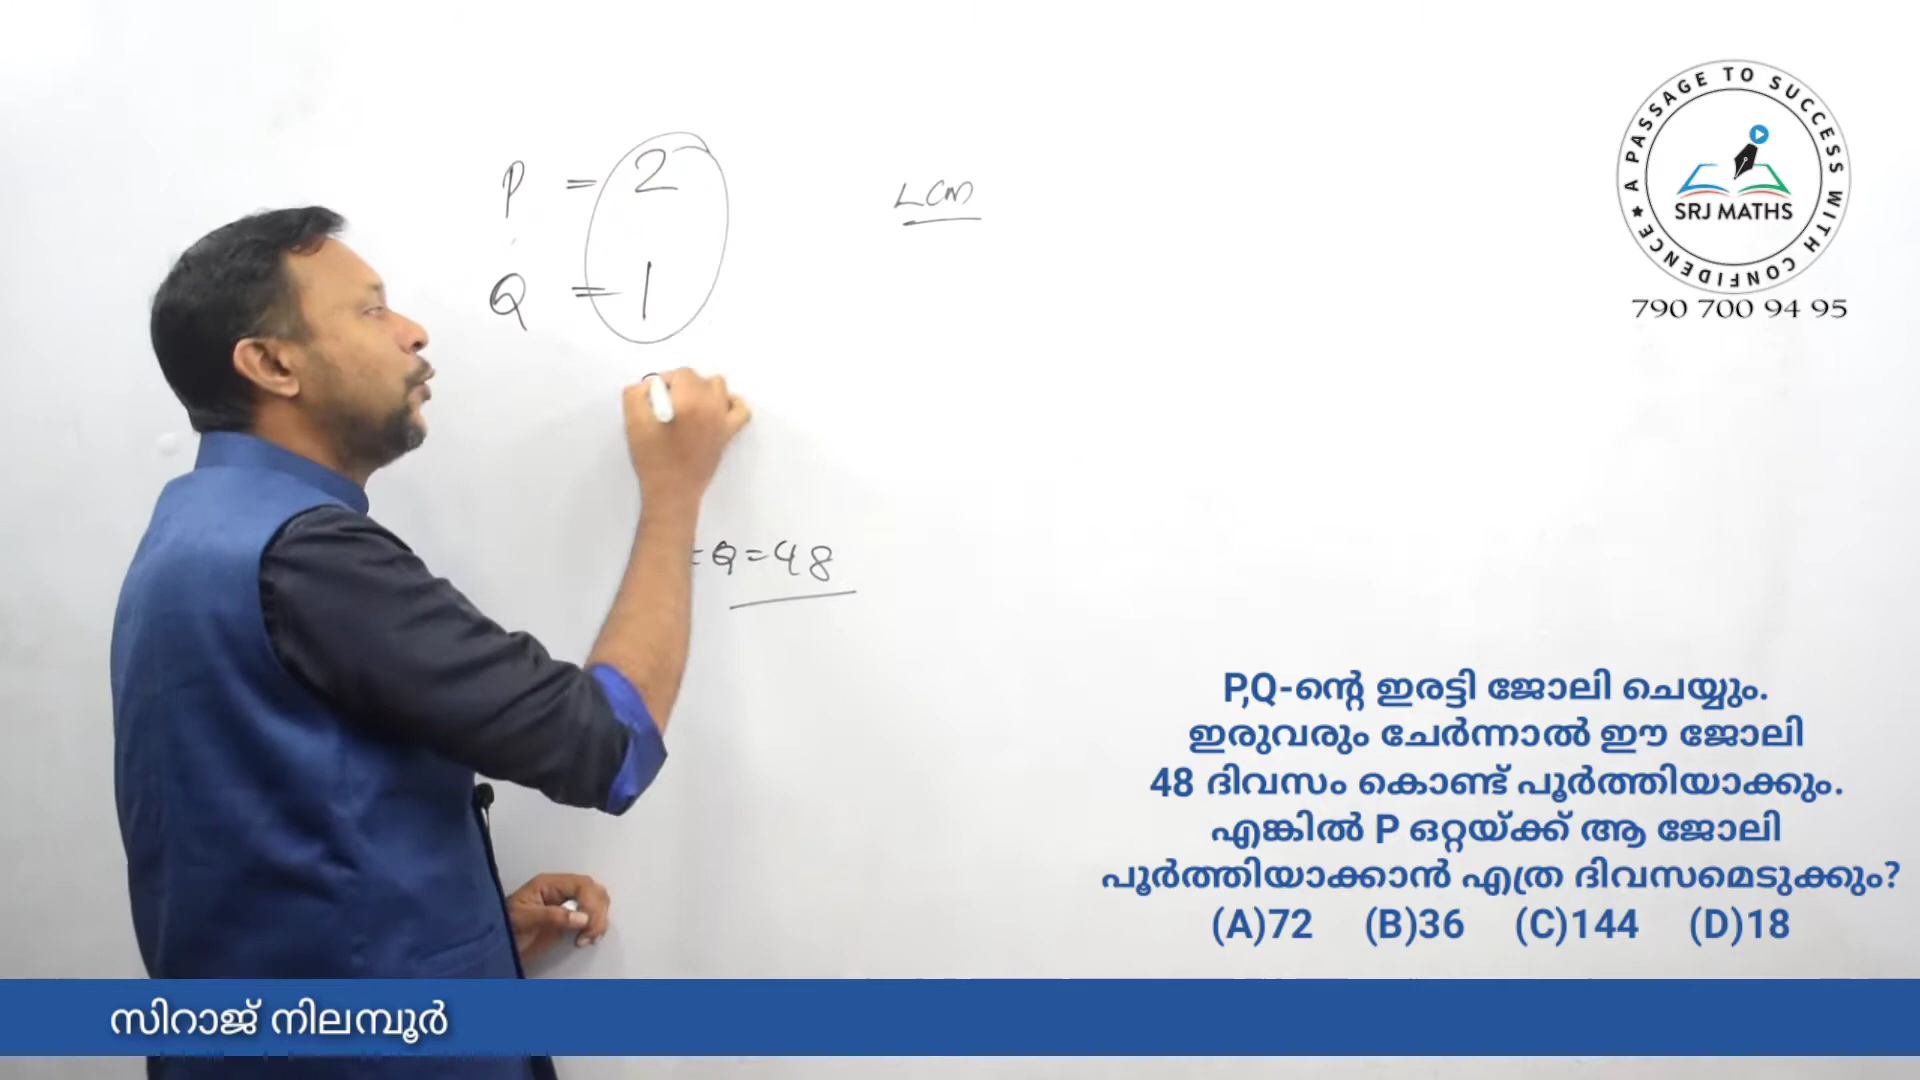 P = 2
LCM
Q = 1
= Q = 48
A PASSAGE TO SUCCESS WITH CONFIDENCE
SRJ MATHS
790 700 94 95
P,Q-ന്റെ ഇരട്ടി ജോലി ചെയ്യും.
ഇരുവരും ചേർന്നാൽ ഈ ജോലി
48 ദിവസം കൊണ്ട് പൂർത്തിയാക്കും.
എങ്കിൽ P ഒറ്റയ്ക്ക് ആ ജോലി
പൂർത്തിയാക്കാൻ എത്ര ദിവസമെടുക്കും?
(A)72 (B)36 (C)144 (D)18
സിറാജ് നിലമ്പൂർ